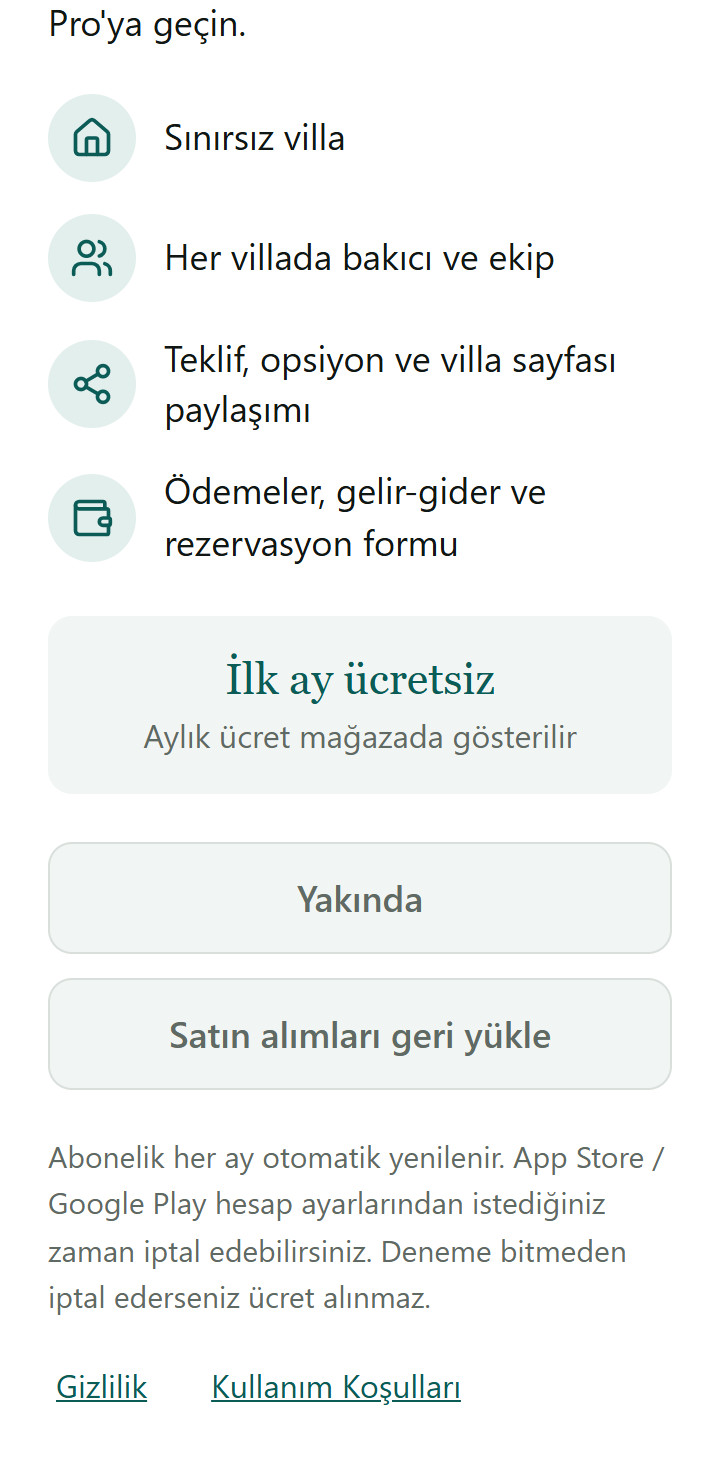 Pro'ya geçin.
Sınırsız villa
Her villada bakıcı ve ekip
Teklif, opsiyon ve villa sayfası
paylaşımı
Ödemeler, gelir-gider ve
rezervasyon formu
İlk ay ücretsiz
Aylık ücret mağazada gösterilir
Yakında
Satın alımları geri yükle
Abonelik her ay otomatik yenilenir. App Store /
Google Play hesap ayarlarından istediğiniz
zaman iptal edebilirsiniz. Deneme bitmeden
iptal ederseniz ücret alınmaz.
Gizlilik Kullanım Koşulları